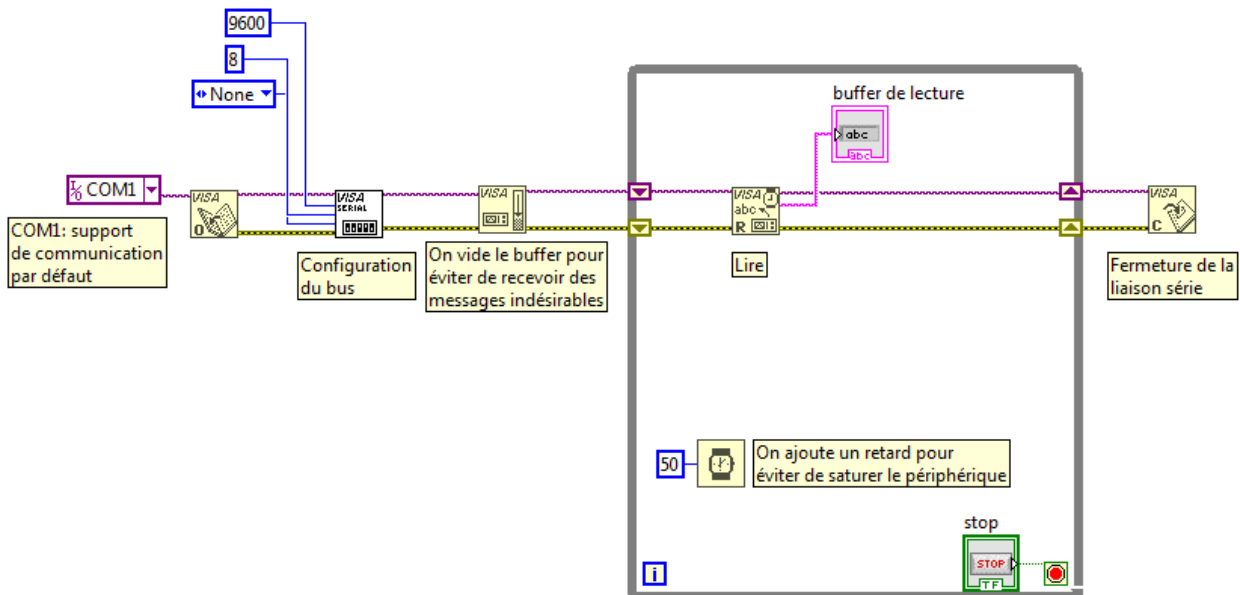 9600
8
None
buffer de lecture
abc
abc
COM1
VISA
O
VISA
SERIAL
VISA
VISA
abc
R
VISA
C
COM1: support
de communication
par défaut
Configuration
du bus
On vide le buffer pour
éviter de recevoir des
messages indésirables
Lire
Fermeture de la
liaison série
50
On ajoute un retard pour
éviter de saturer le périphérique
stop
STOP
TF
i